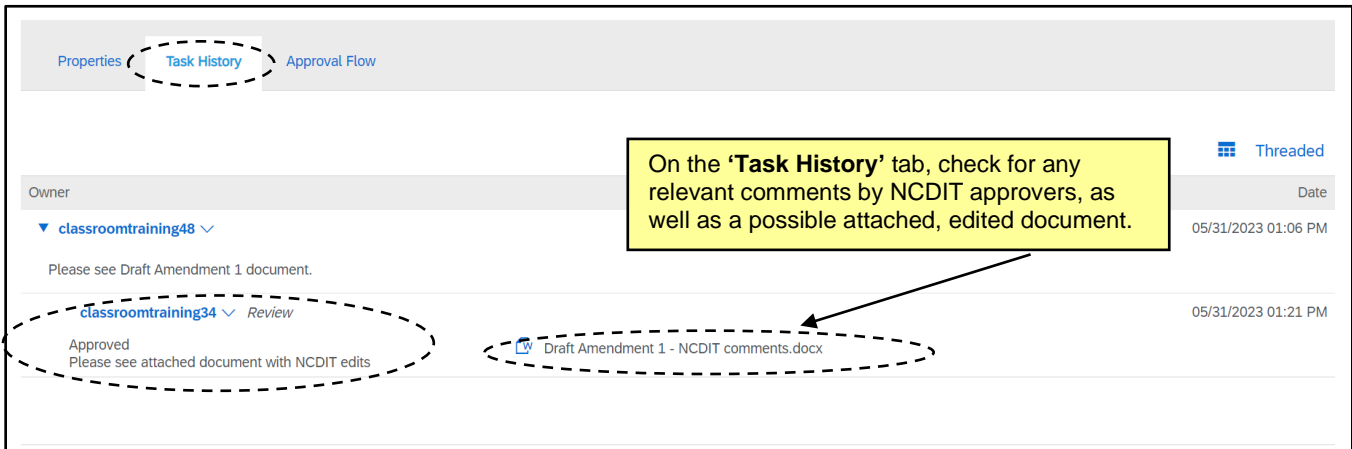 Properties Task History Approval Flow
On the ‘Task History’ tab, check for any
relevant comments by NCDIT approvers, as
well as a possible attached, edited document.
Threaded
Owner Date
classroomtraining48 05/31/2023 01:06 PM
Please see Draft Amendment 1 document.
classroomtraining34 Review 05/31/2023 01:21 PM
Approved
Please see attached document with NCDIT edits
Draft Amendment 1 - NCDIT comments.docx